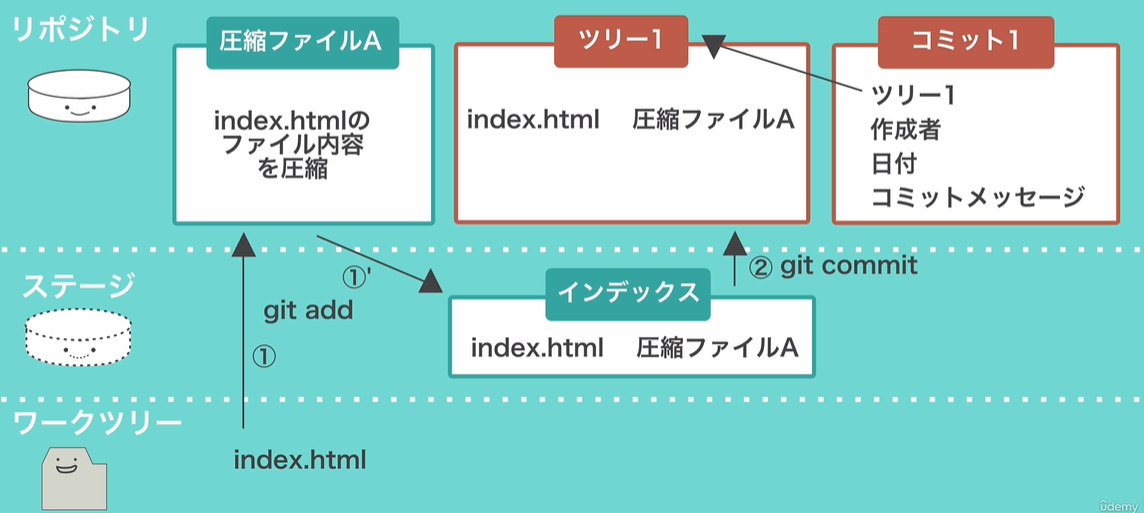 リポジトリ
圧縮ファイルA
index.htmlの
ファイル内容
を圧縮
ツリー1
index.html 圧縮ファイルA
コミット1
ツリー1
作成者
日付
コミットメッセージ
ステージ
①'
git add
①
② git commit
インデックス
index.html 圧縮ファイルA
ワークツリー
index.html
ûdemy